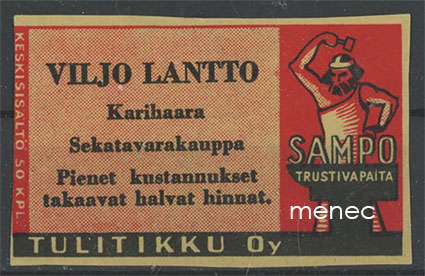 KESKISISÄLTÖ 50 KPL.
VILJO LANTTO
Karihaara
Sekatavarakauppa
Pienet kustannukset
takaavat halvat hinnat.
SAMPO
TRUSTIVAPAITA
menec
TULITIKKU Oy